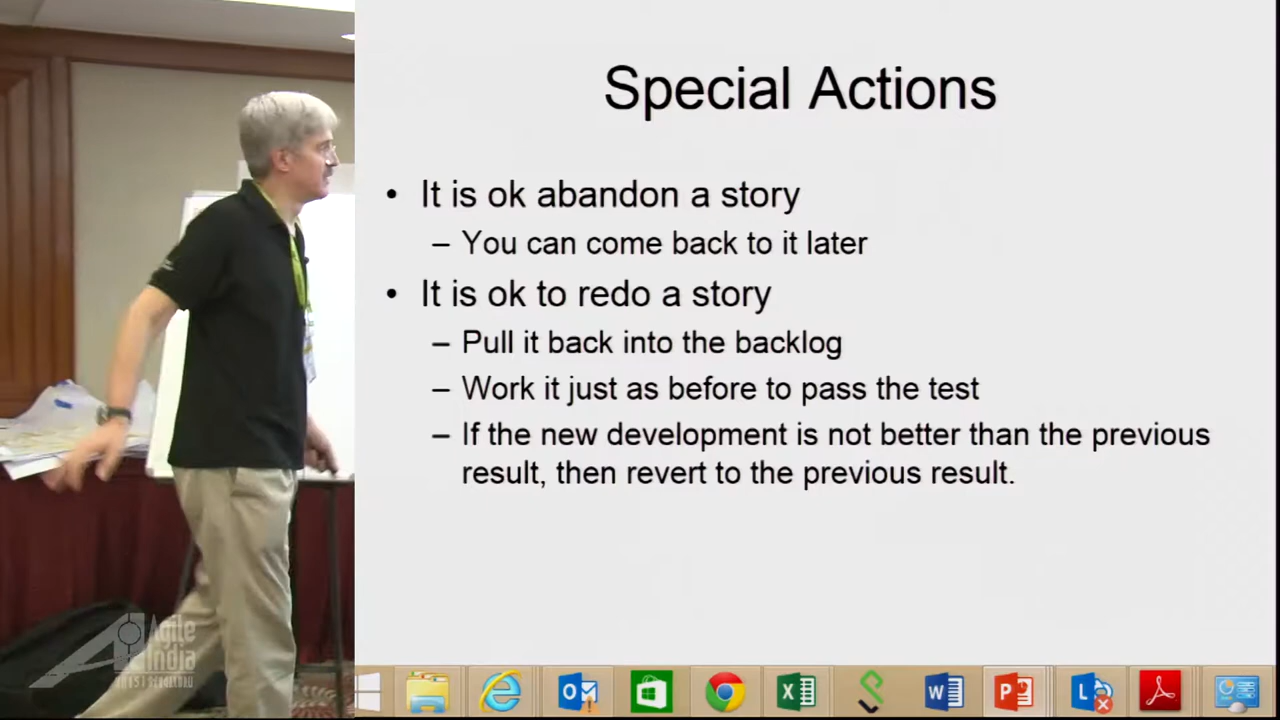 Special Actions
• It is ok abandon a story
– You can come back to it later
• It is ok to redo a story
– Pull it back into the backlog
– Work it just as before to pass the test
– If the new development is not better than the previous
result, then revert to the previous result.
Agile
India